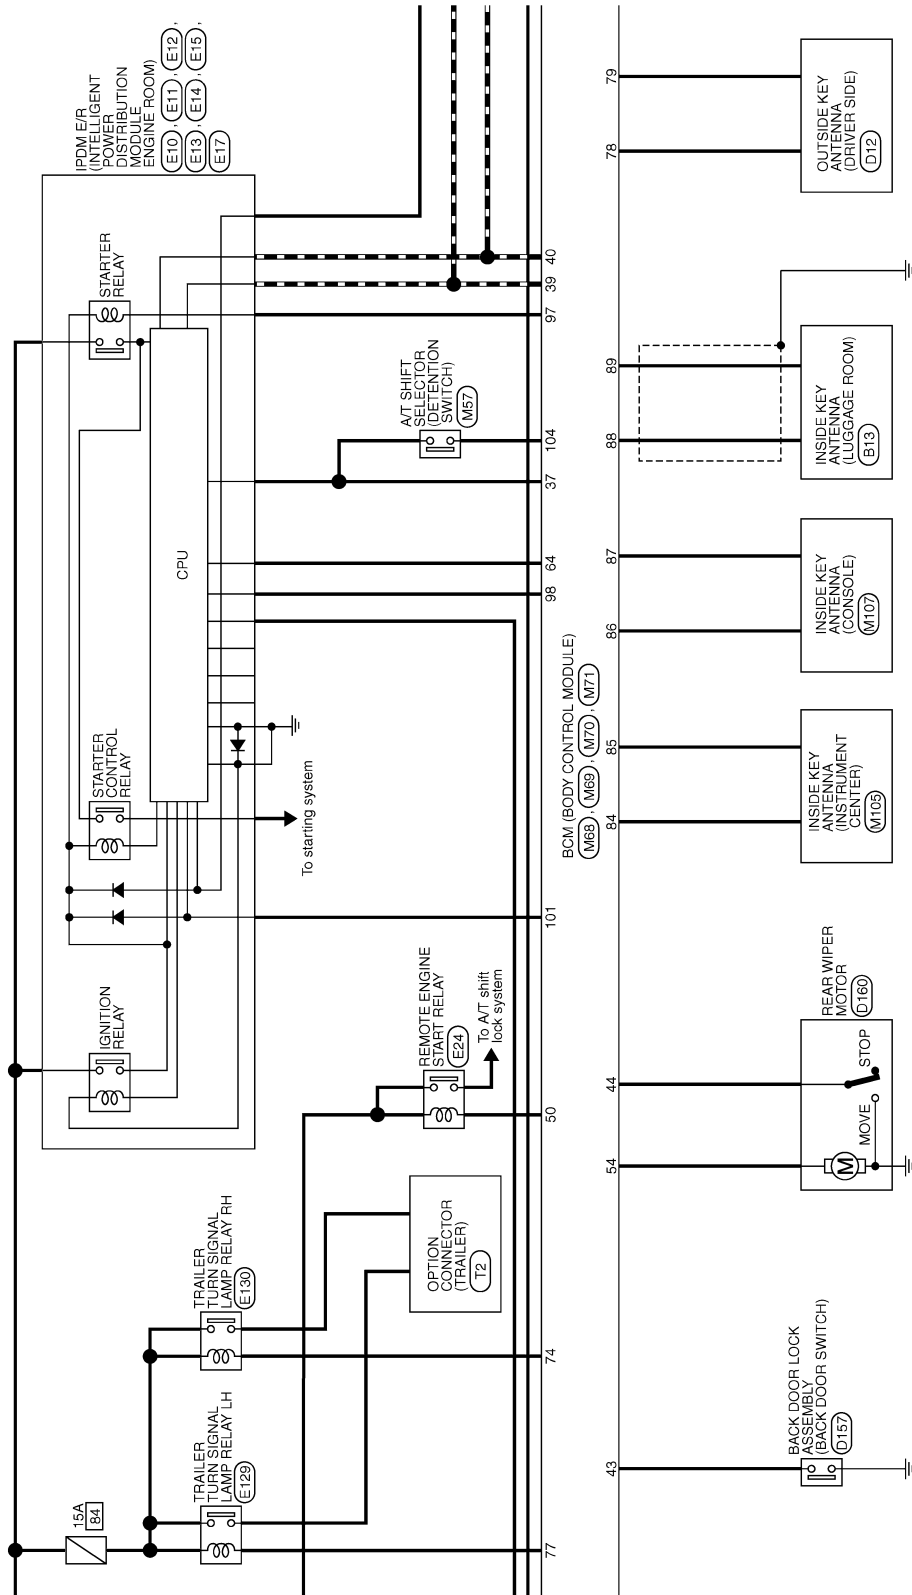 15A
84
TRAILER
TURN SIGNAL
LAMP RELAY LH
E129
TRAILER
TURN SIGNAL
LAMP RELAY RH
E130
OPTION
CONNECTOR
(TRAILER)
T2
REMOTE ENGINE
START RELAY
E24
To A/T shift
lock system
IGNITION
RELAY
STARTER
CONTROL
RELAY
To starting system
CPU
STARTER
RELAY
IPDM E/R
(INTELLIGENT
POWER
DISTRIBUTION
MODULE
ENGINE ROOM)
E10 , E11 , E12 ,
E13 , E14 , E15 ,
E17
A/T SHIFT
SELECTOR
(DETENTION
SWITCH)
M57
77
74
50
101
98
64
37
104
97
39
40
BCM (BODY CONTROL MODULE)
M68 , M69 , M70 , M71
43
54
44
84
85
86
87
88
89
78
79
BACK DOOR LOCK
ASSEMBLY
(BACK DOOR SWITCH)
D157
REAR WIPER
MOTOR
D160
M
MOVE
STOP
INSIDE KEY
ANTENNA
(INSTRUMENT
CENTER)
M105
INSIDE KEY
ANTENNA
(CONSOLE)
M107
INSIDE KEY
ANTENNA
(LUGGAGE ROOM)
B13
OUTSIDE KEY
ANTENNA
(DRIVER SIDE)
D12